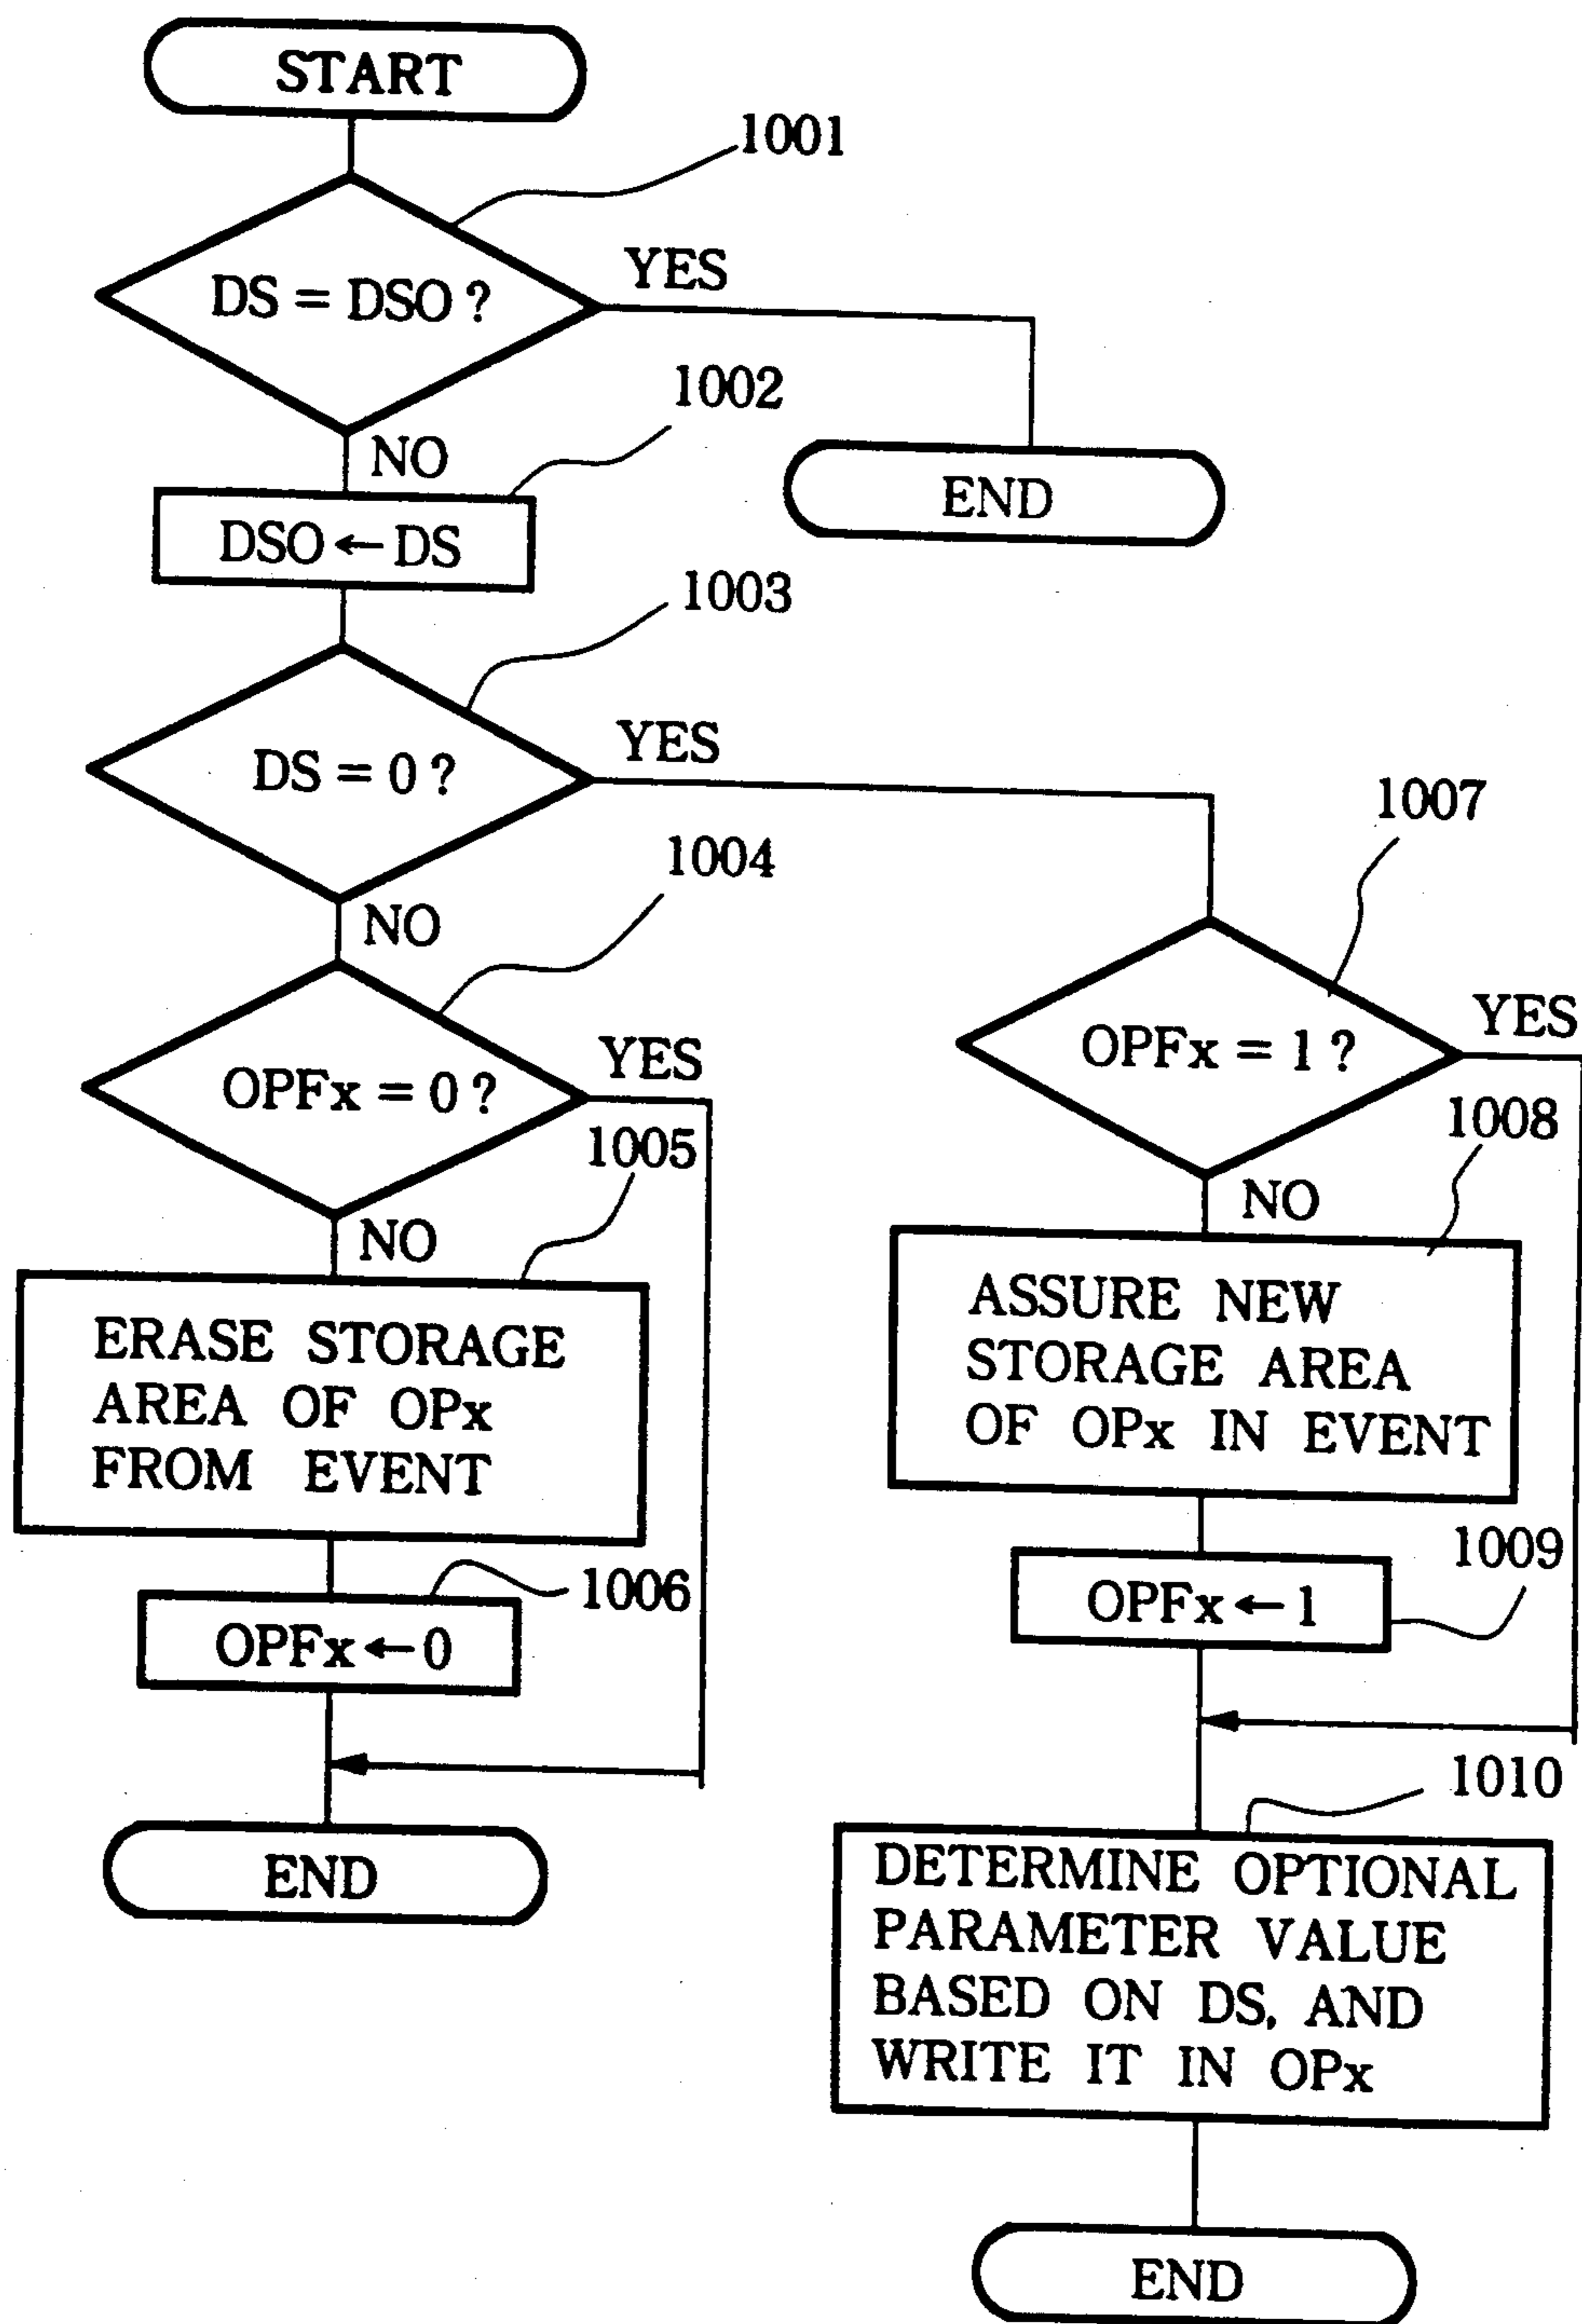 START
1001
DS = DSO ?
YES
1002
NO
END
DSO ← DS
1003
DS = 0 ?
YES
1007
1004
NO
OPFx = 1 ?
YES
OPFx = 0 ?
YES
1008
1005
NO
NO
ASSURE NEW
STORAGE AREA
OF OPx IN EVENT
ERASE STORAGE
AREA OF OPx
FROM EVENT
1009
1006
OPFx ← 1
OPFx ← 0
1010
END
DETERMINE OPTIONAL
PARAMETER VALUE
BASED ON DS, AND
WRITE IT IN OPx
END